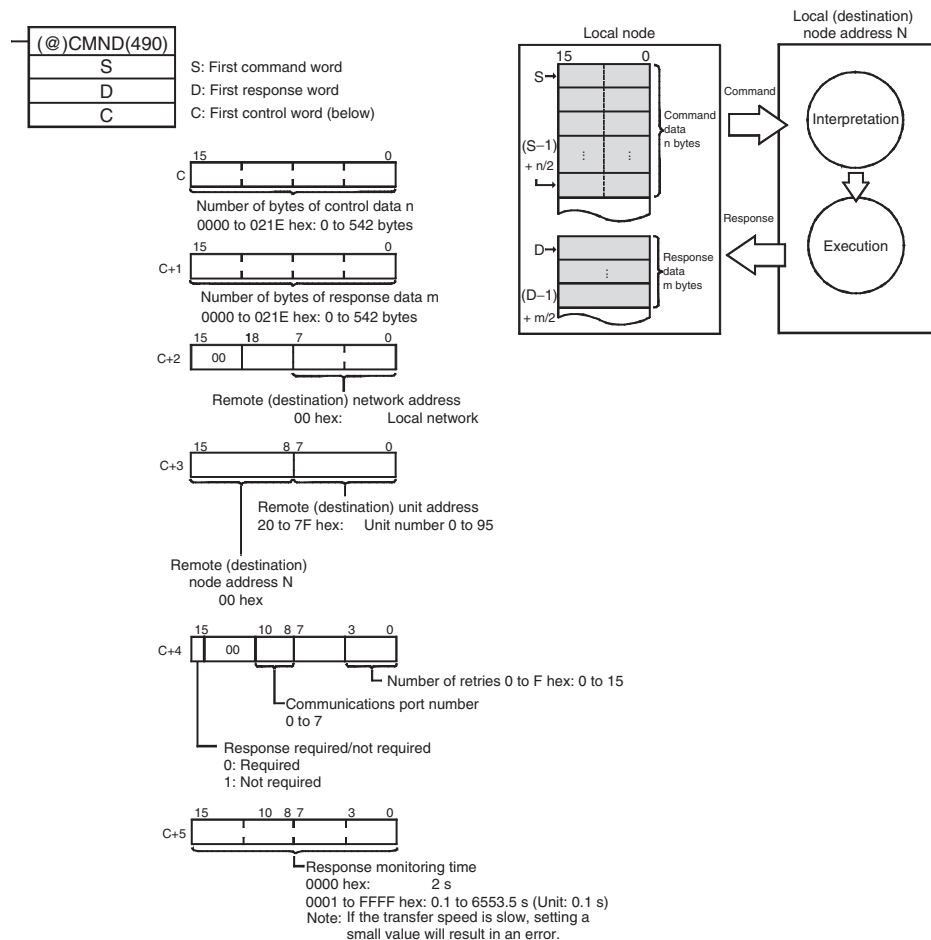 (@)CMND(490)
S
D
C
S: First command word
D: First response word
C: First control word (below)
15 0
C
Number of bytes of control data n
0000 to 021E hex: 0 to 542 bytes
15 0
C+1
Number of bytes of response data m
0000 to 021E hex: 0 to 542 bytes
15 18 7 0
C+2 00
Remote (destination) network address
00 hex: Local network
15 8 7 0
C+3
Remote (destination) unit address
20 to 7F hex: Unit number 0 to 95
Remote (destination)
node address N
00 hex
15 10 8 7 3 0
C+4 00
Number of retries 0 to F hex: 0 to 15
Communications port number
0 to 7
Response required/not required
0: Required
1: Not required
15 10 8 7 3 0
C+5
Response monitoring time
0000 hex: 2 s
0001 to FFFF hex: 0.1 to 6553.5 s (Unit: 0.1 s)
Note: If the transfer speed is slow, setting a
small value will result in an error.
Local node
15 0
S
(S−1)
+ n/2
⋮ ⋮
Command
data
n bytes
D
(D−1)
+ m/2
⋮
Response
data
m bytes
Command
Response
Local (destination)
node address N
Interpretation
Execution